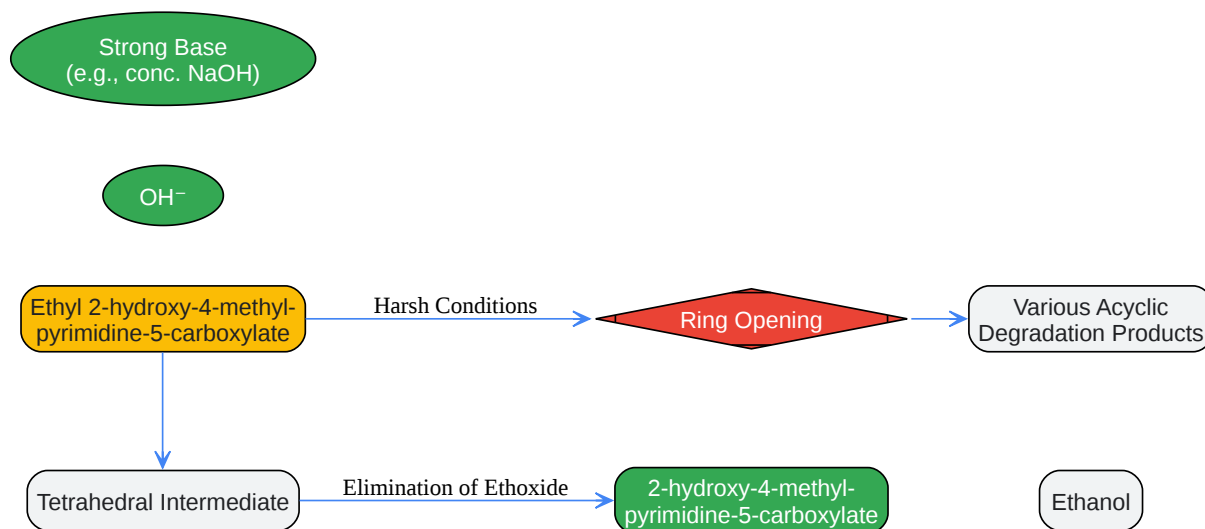 Strong Base
(e.g., conc. NaOH)
OH⁻
Ethyl 2-hydroxy-4-methyl-
pyrimidine-5-carboxylate
Harsh Conditions
Ring Opening
Various Acyclic
Degradation Products
Tetrahedral Intermediate
Elimination of Ethoxide
2-hydroxy-4-methyl-
pyrimidine-5-carboxylate
Ethanol